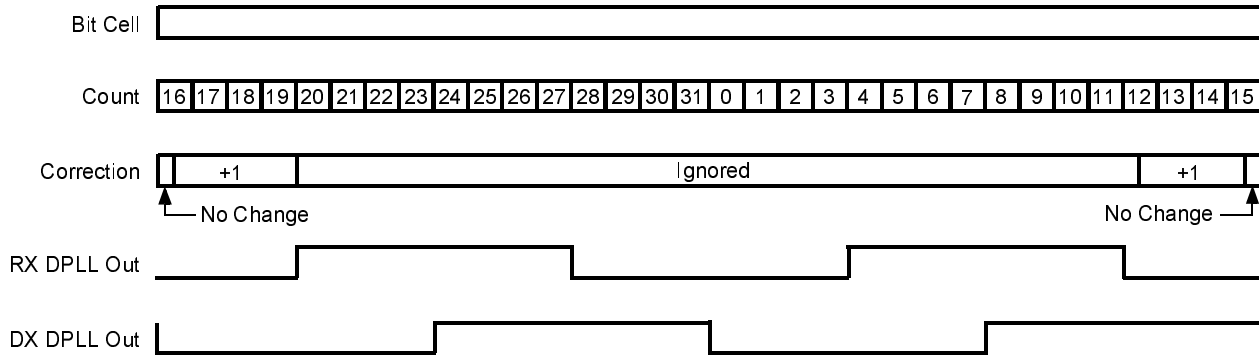 Bit Cell
Count 16 17 18 19 20 21 22 23 24 25 26 27 28 29 30 31 0 1 2 3 4 5 6 7 8 9 10 11 12 13 14 15
Correction +1 Ignored +1
No Change No Change
RX DPLL Out
DX DPLL Out